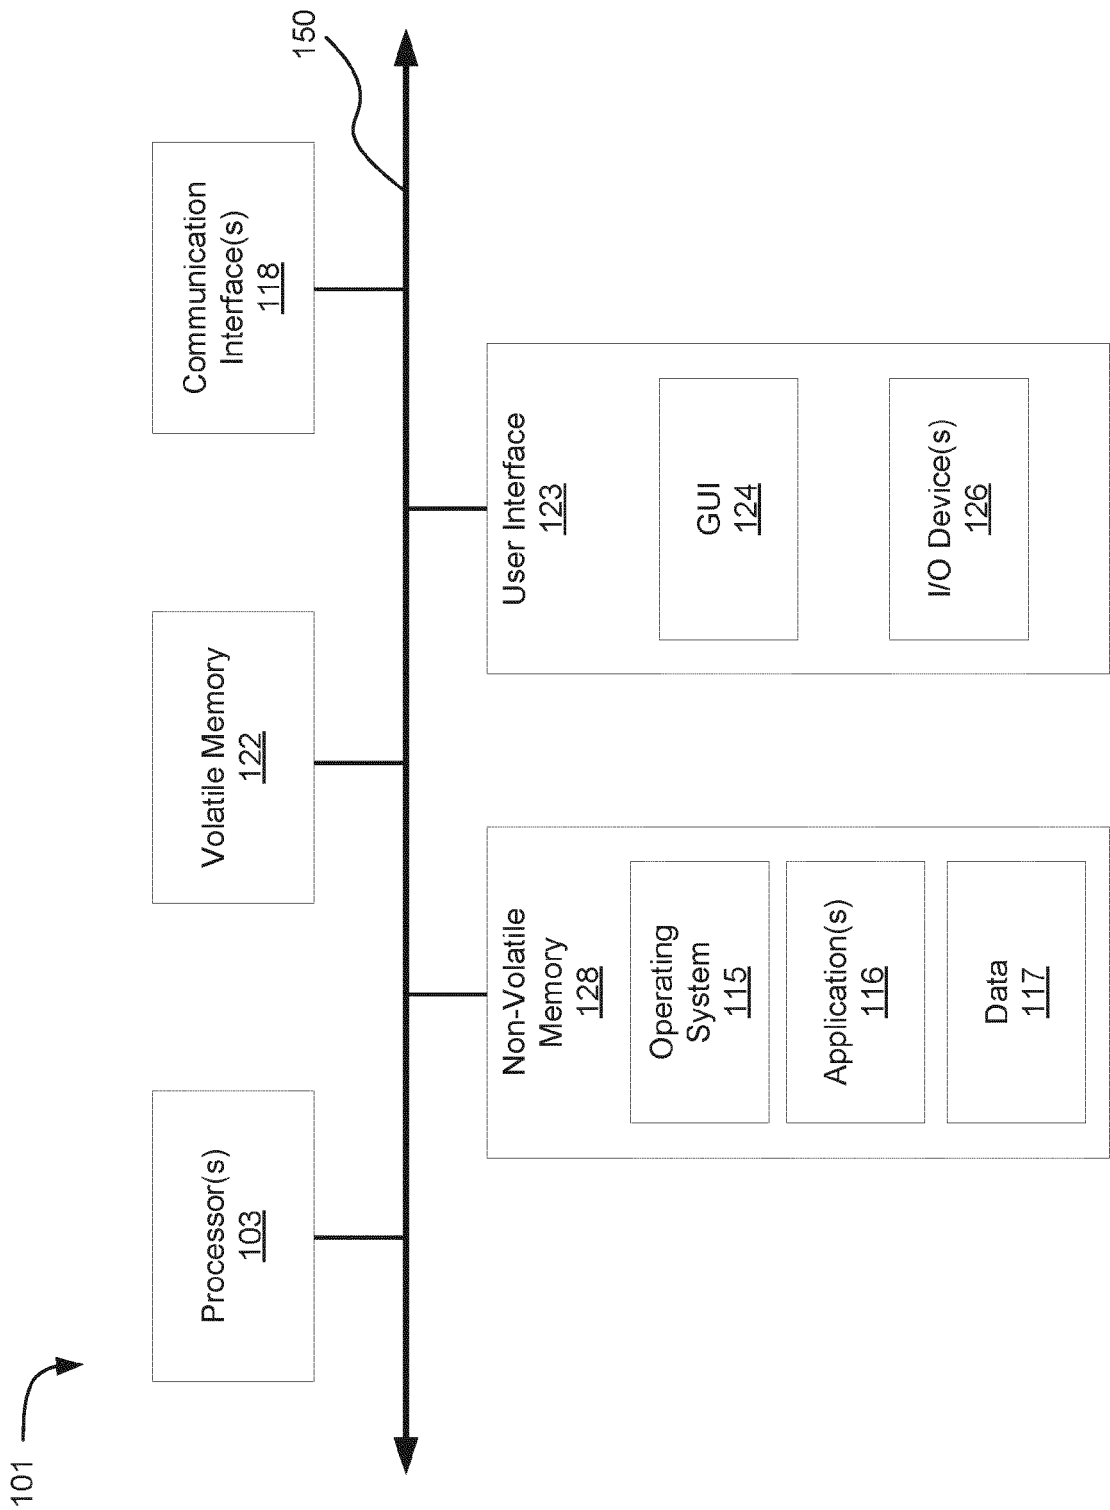 101
Processor(s)
103
Volatile Memory
122
Communication
Interface(s)
118
150
Non-Volatile
Memory
128
Operating
System
115
Application(s)
116
Data
117
User Interface
123
GUI
124
I/O Device(s)
126